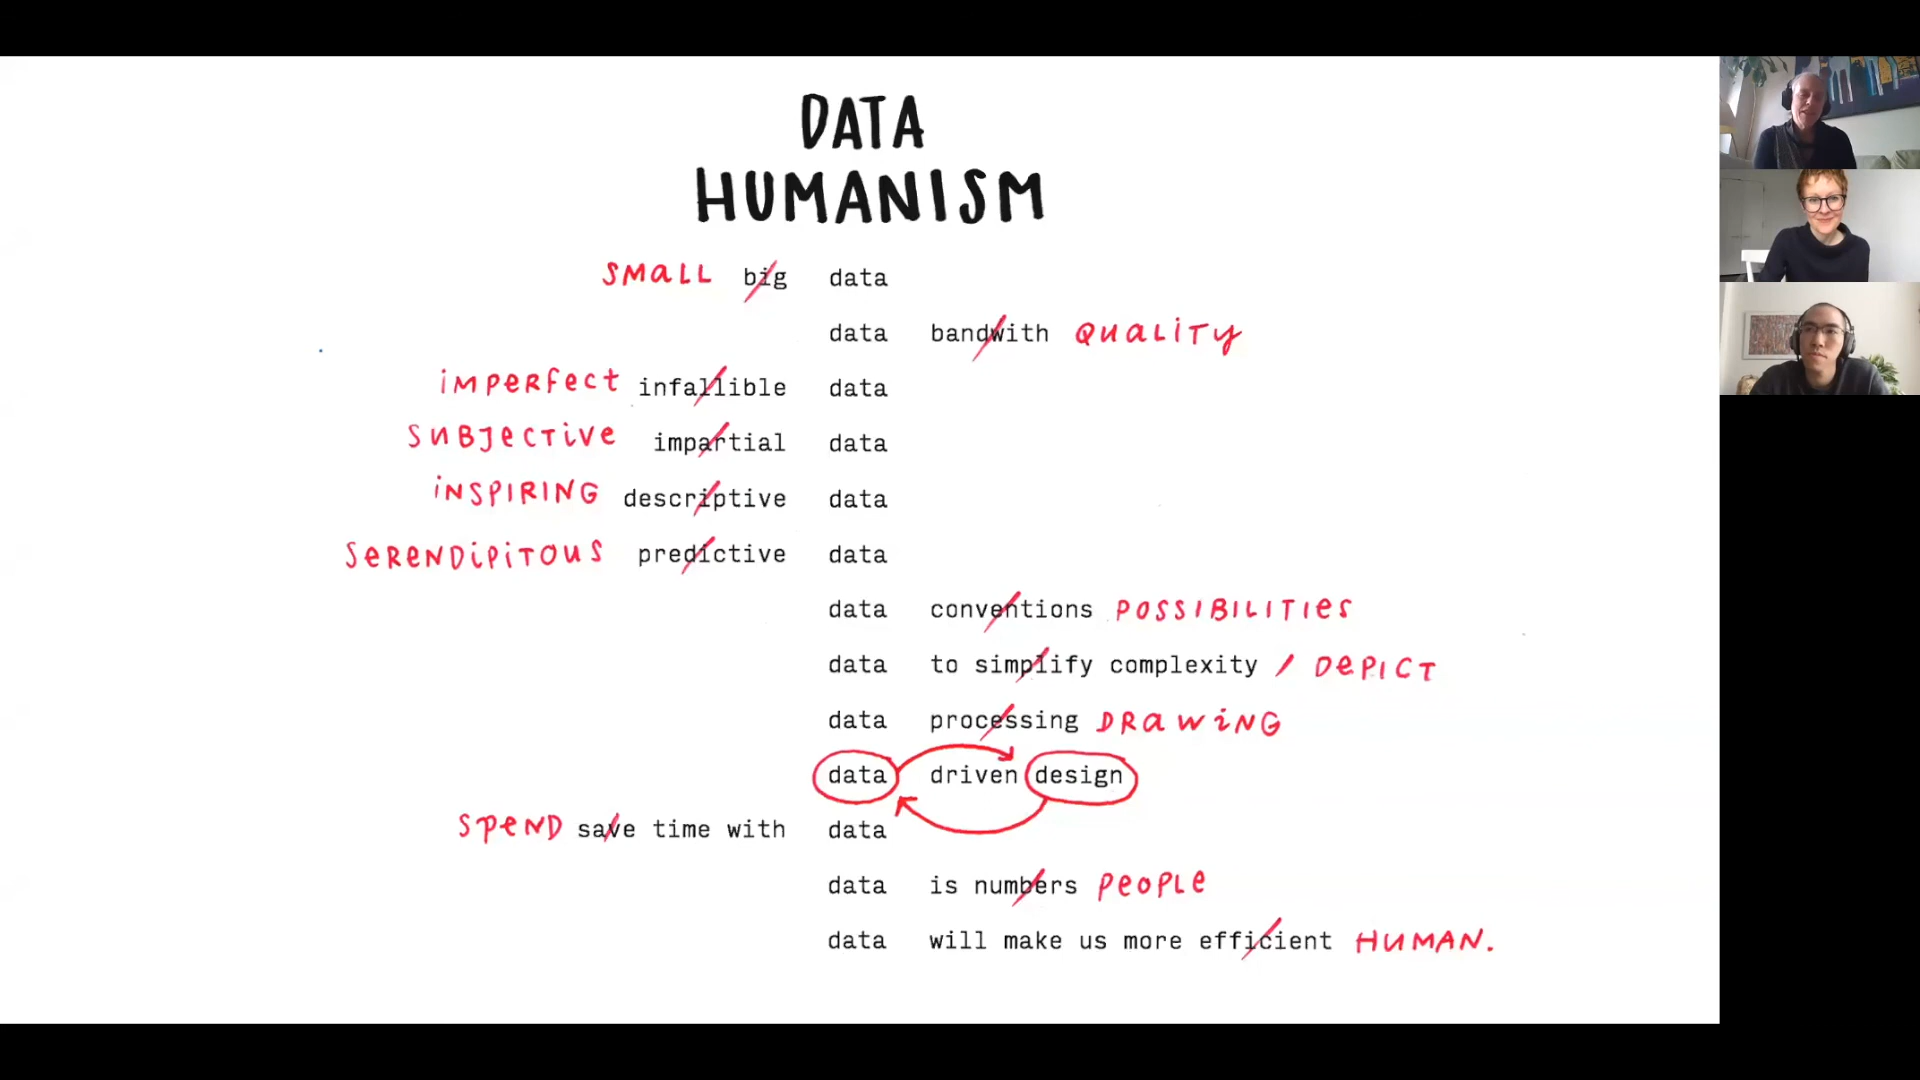 DATA
HUMANISM
SMALL big data
data bandwith QUALITY
IMPERFECT infallible data
SUBJECTIVE impartial data
INSPIRING descriptive data
SERENDIPITOUS predictive data
data conventions POSSIBILITIES
data to simplify complexity / DEPICT
data processing DRAWING
data driven design
SPEND save time with data
data is numbers PEOPLE
data will make us more efficient HUMAN.